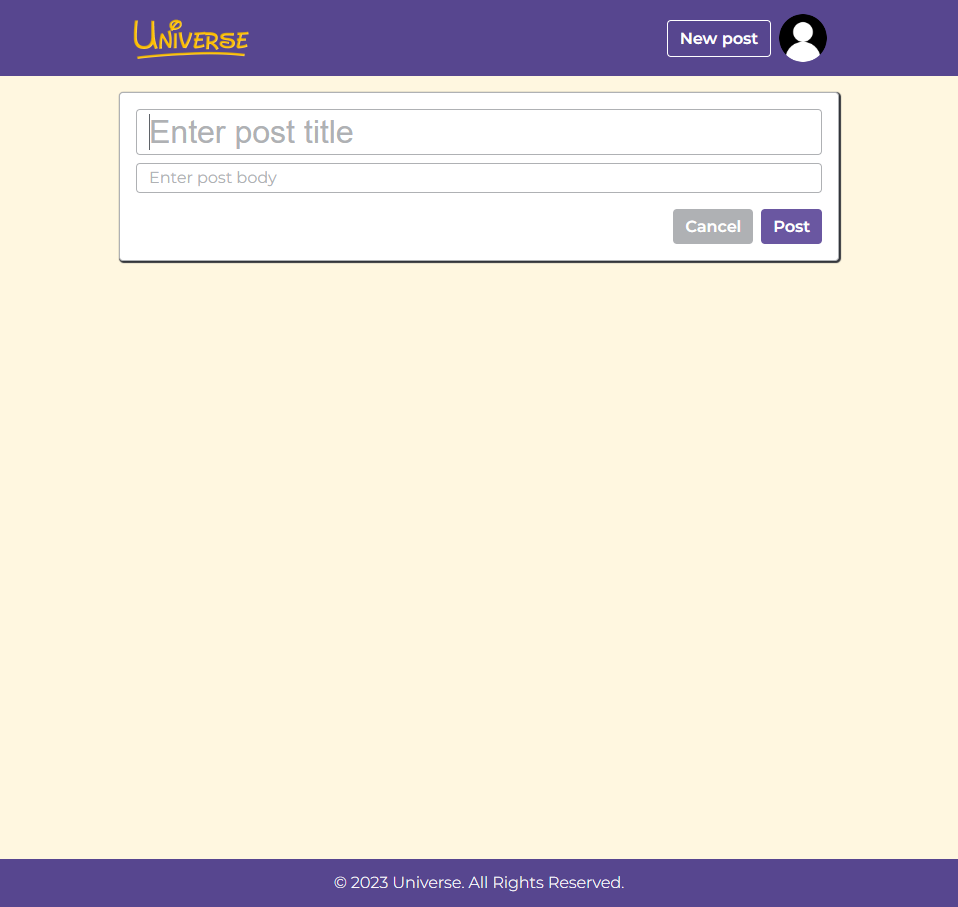 Universe
New post
Enter post title
Enter post body
Cancel
Post
© 2023 Universe. All Rights Reserved.